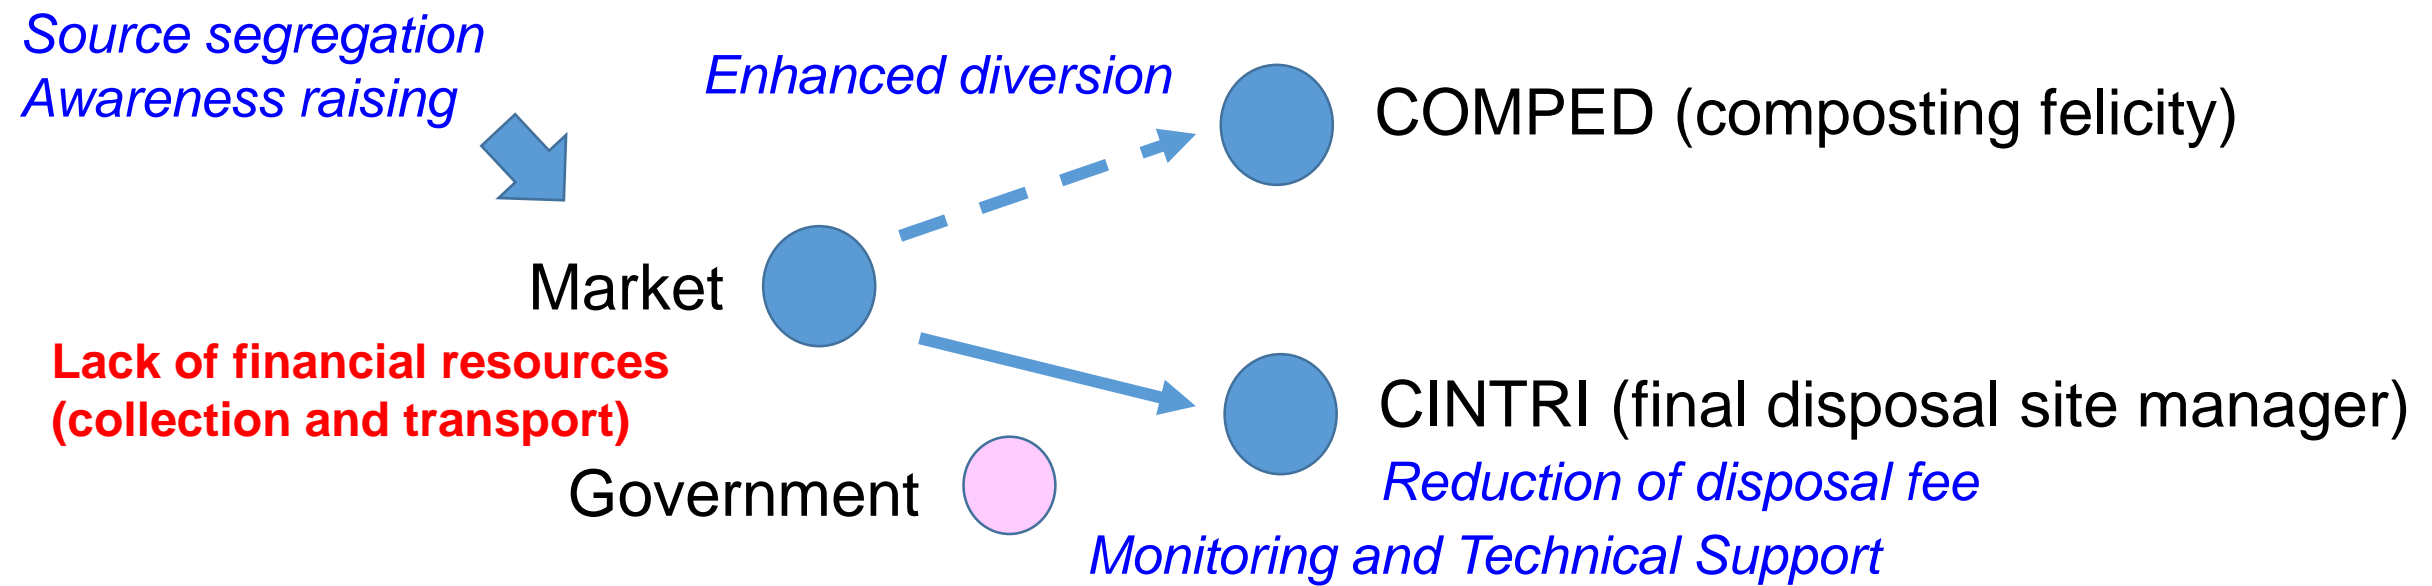 Source segregation
Awareness raising
Enhanced diversion
COMPED (composting felicity)
Market
Lack of financial resources
(collection and transport)
CINTRI (final disposal site manager)
Reduction of disposal fee
Government
Monitoring and Technical Support